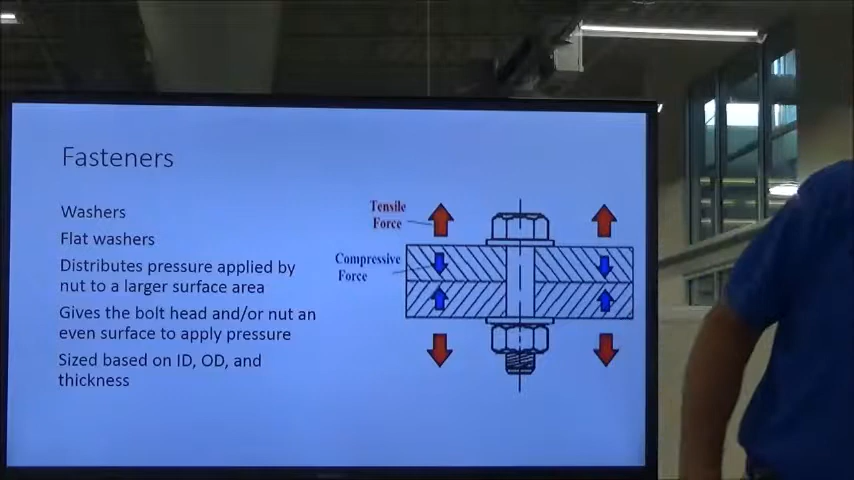 Fasteners
Washers
Flat washers
Distributes pressure applied by
nut to a larger surface area
Gives the bolt head and/or nut an
even surface to apply pressure
Sized based on ID, OD, and
thickness
Tensile
Force
Compressive
Force